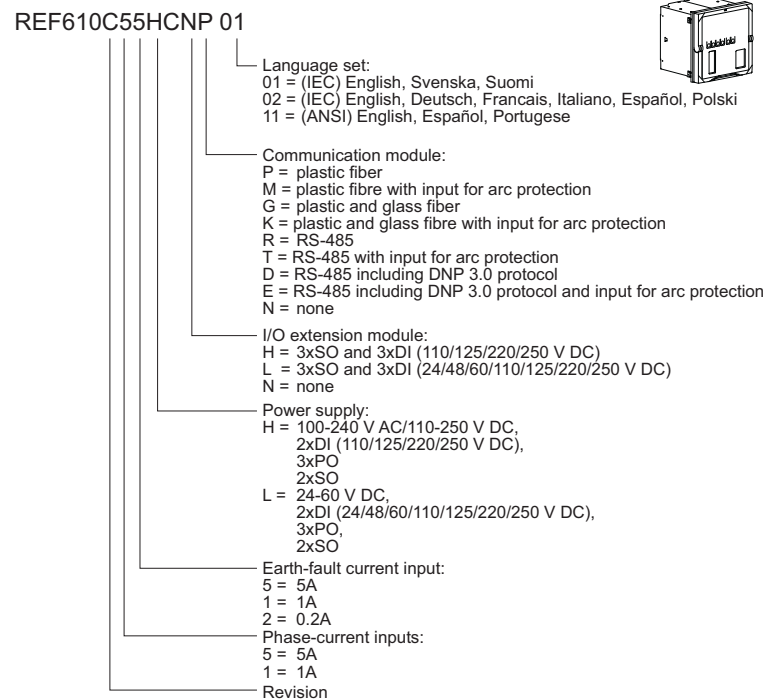 REF610C55HCNP 01
Language set:
01 = (IEC) English, Svenska, Suomi
02 = (IEC) English, Deutsch, Francais, Italiano, Español, Polski
11 = (ANSI) English, Español, Portugese
Communication module:
P = plastic fiber
M = plastic fibre with input for arc protection
G = plastic and glass fiber
K = plastic and glass fibre with input for arc protection
R = RS-485
T = RS-485 with input for arc protection
D = RS-485 including DNP 3.0 protocol
E = RS-485 including DNP 3.0 protocol and input for arc protection
N = none
I/O extension module:
H = 3xSO and 3xDI (110/125/220/250 V DC)
L = 3xSO and 3xDI (24/48/60/110/125/220/250 V DC)
N = none
Power supply:
H = 100-240 V AC/110-250 V DC,
2xDI (110/125/220/250 V DC),
3xPO
2xSO
L = 24-60 V DC,
2xDI (24/48/60/110/125/220/250 V DC),
3xPO,
2xSO
Earth-fault current input:
5 = 5A
1 = 1A
2 = 0.2A
Phase-current inputs:
5 = 5A
1 = 1A
Revision